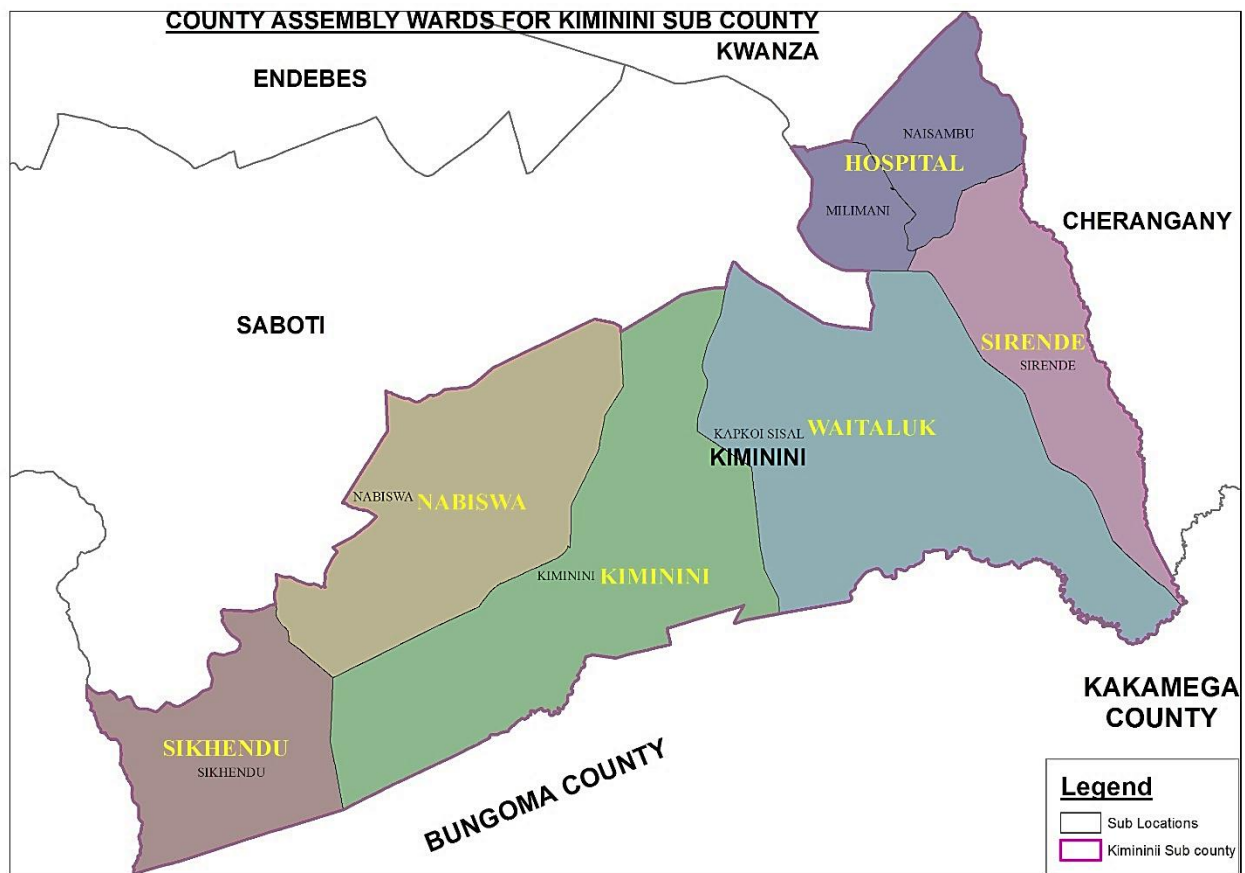 COUNTY ASSEMBLY WARDS FOR KIMININI SUB COUNTY
KWANZA
ENDEBES
NAISAMBU
HOSPITAL
MILIMANI
CHERANGANY
SABOTI
SIRENDE
SIRENDE
KAPKOI SISAL WAITALUK
KIMININI
NABISWA NABISWA
KIMININI KIMININI
KAKAMEGA
COUNTY
SIKHENDU
SIKHENDU
BUNGOMA COUNTY
Legend
Sub Locations
Kimininii Sub county